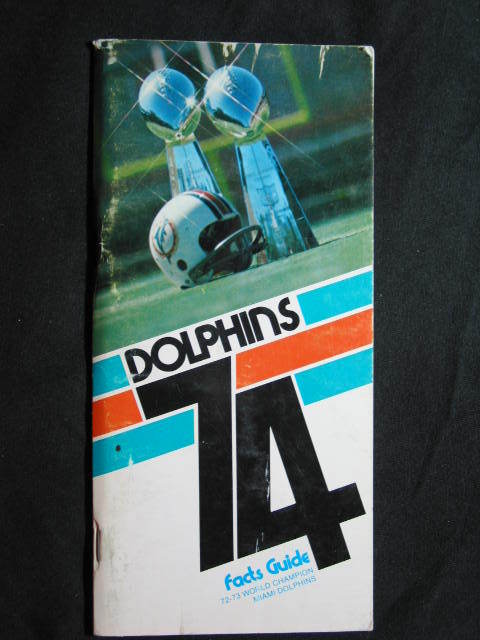 DOLPHINS
74
Facts Guide
72-73 WORLD CHAMPION
MIAMI DOLPHINS